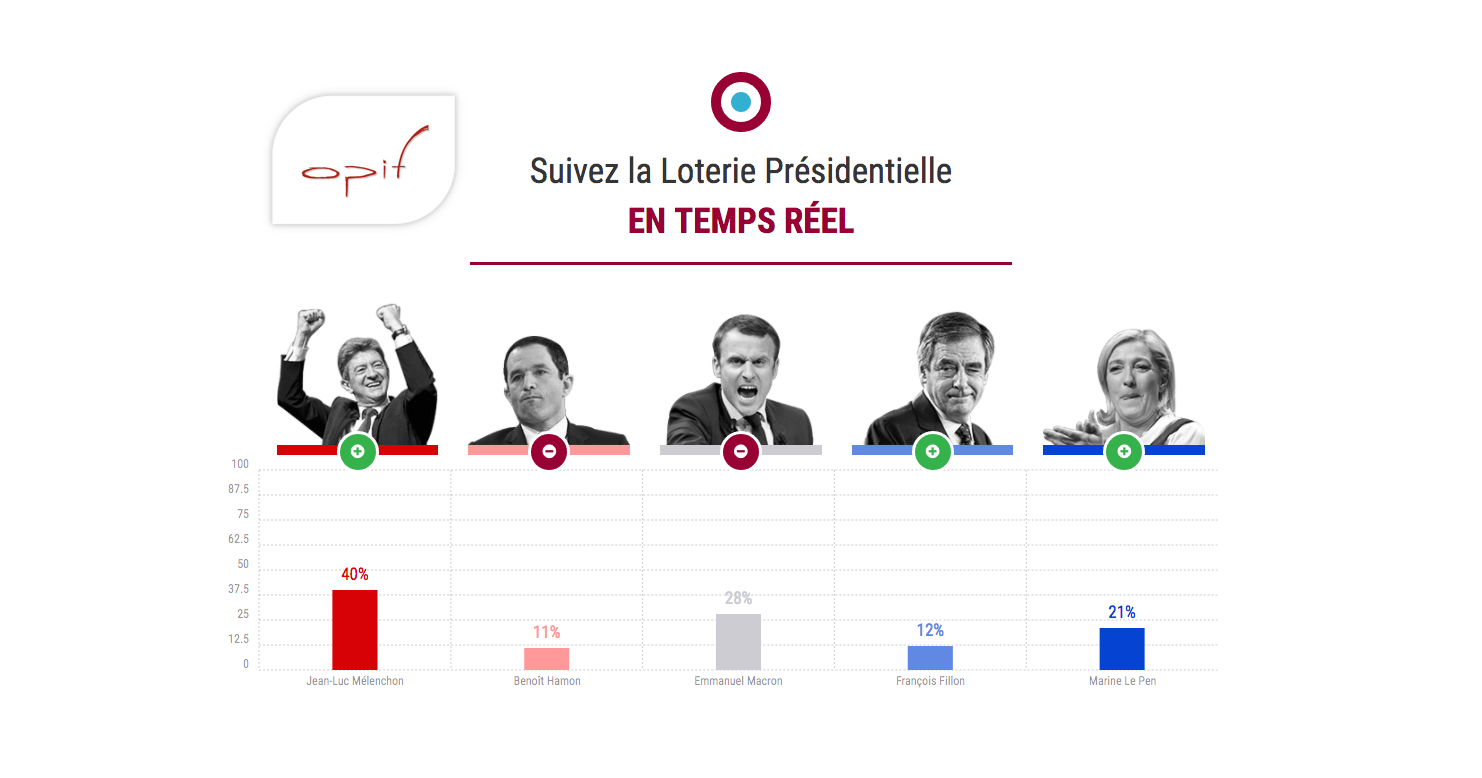 opif
Suivez la Loterie Présidentielle
EN TEMPS RÉEL
100
87.5
75
62.5
50
37.5
25
12.5
0
40%
11%
28%
12%
21%
Jean-Luc Mélenchon
Benoît Hamon
Emmanuel Macron
François Fillon
Marine Le Pen